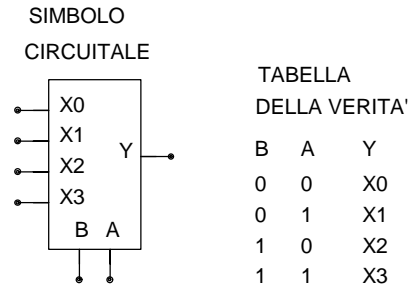 SIMBOLO
CIRCUITALE
X0
X1
X2
X3
Y
B A
TABELLA
DELLA VERITA'
B A Y
0 0 X0
0 1 X1
1 0 X2
1 1 X3